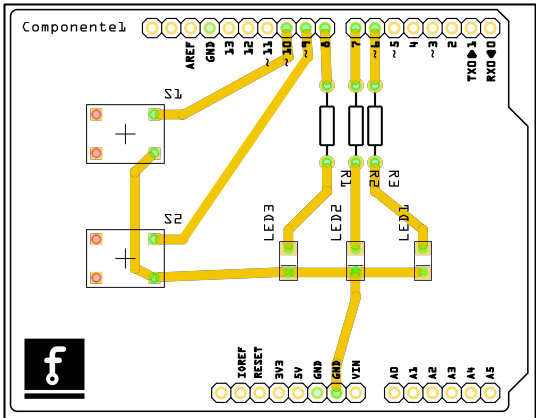 Componente1
AREF
GND
13
12
~11
~10
~9
8
7
~6
~5
4
~3
2
TX0▶1
RX0◀0
S1
R1
R2
R3
S2
LED3
LED2
LED1
f
IOREF
RESET
3V3
5V
GND
GND
VIN
A0
A1
A2
A3
A4
A5